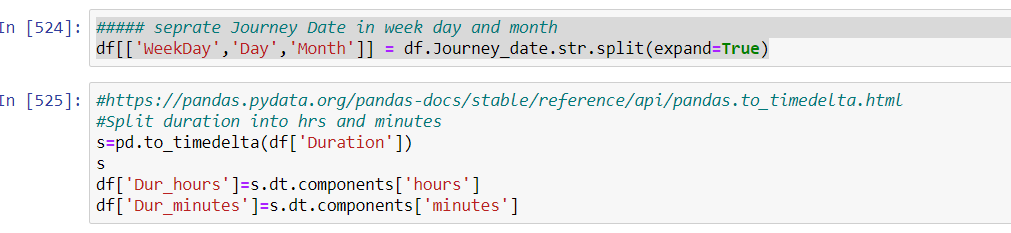 In [524]: ##### seprate Journey Date in week day and month
df[['WeekDay','Day','Month']] = df.Journey_date.str.split(expand=True)
In [525]: #https://pandas.pydata.org/pandas-docs/stable/reference/api/pandas.to_timedelta.html
#Split duration into hrs and minutes
s=pd.to_timedelta(df['Duration'])
s
df['Dur_hours']=s.dt.components['hours']
df['Dur_minutes']=s.dt.components['minutes']